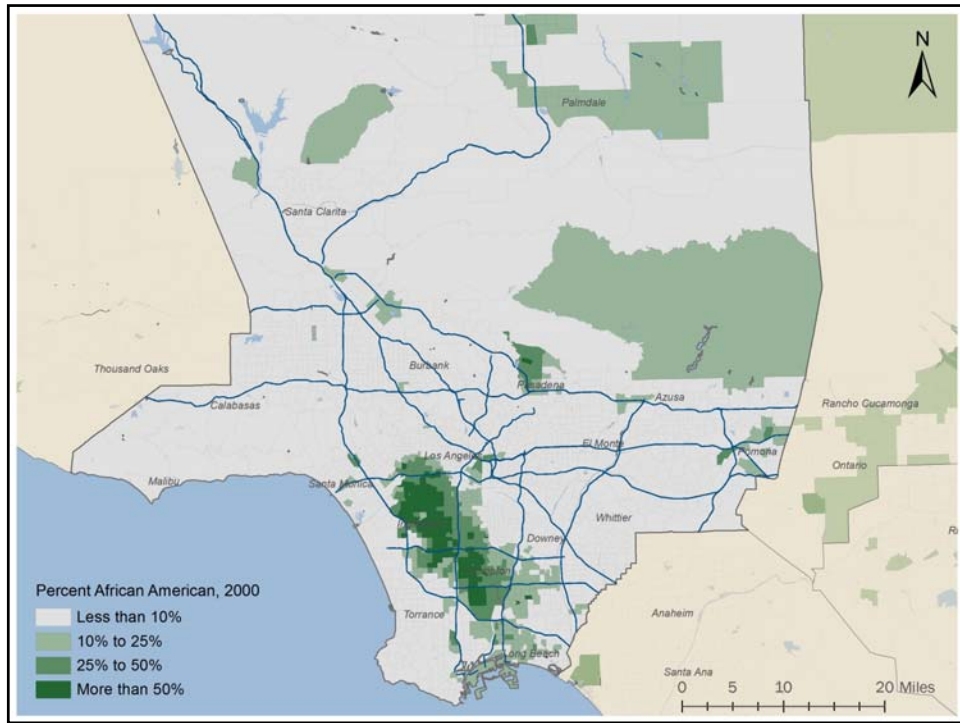 N
Palmdale
Santa Clarita
Thousand Oaks
Burbank
Pasadena
Calabasas
Azusa
Rancho Cucamonga
Los Angeles
El Monte
Pomona
Ontario
Malibu
Santa Monica
Whittier
Downey
Torrance
Anaheim
Long Beach
Santa Ana
Percent African American, 2000
Less than 10%
10% to 25%
25% to 50%
More than 50%
0 5 10 20 Miles